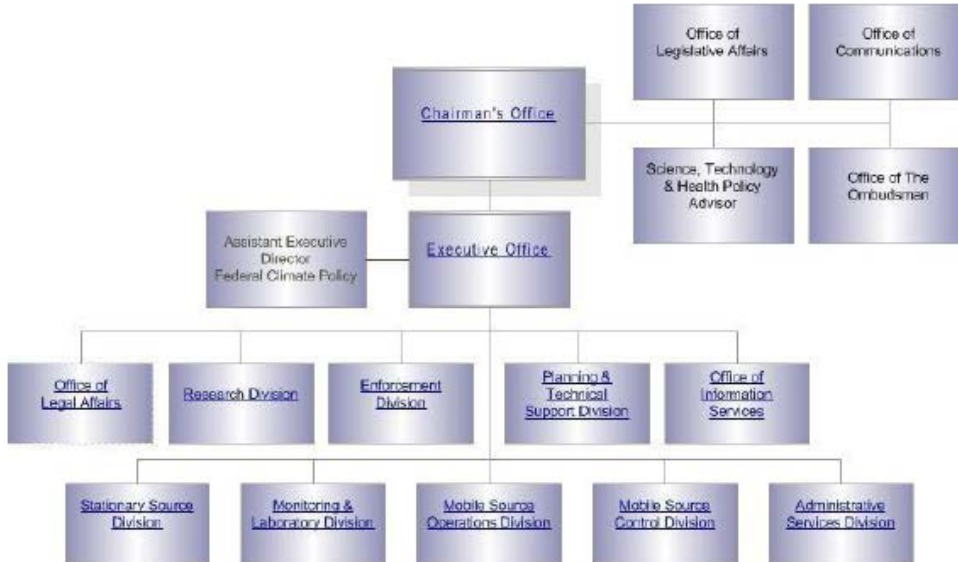 Office of
Legislative Affairs
Office of
Communications
Chairman's Office
Science, Technology
& Health Policy
Advisor
Office of The
Ombudsman
Assistant Executive
Director
Federal Climate Policy
Executive Office
Office of
Legal Affairs
Research Division
Enforcement
Division
Planning &
Technical
Support Division
Office of
Information
Services
Stationary Source
Division
Monitoring &
Laboratory Division
Mobile Source
Operations Division
Mobile Source
Control Division
Administrative
Services Division